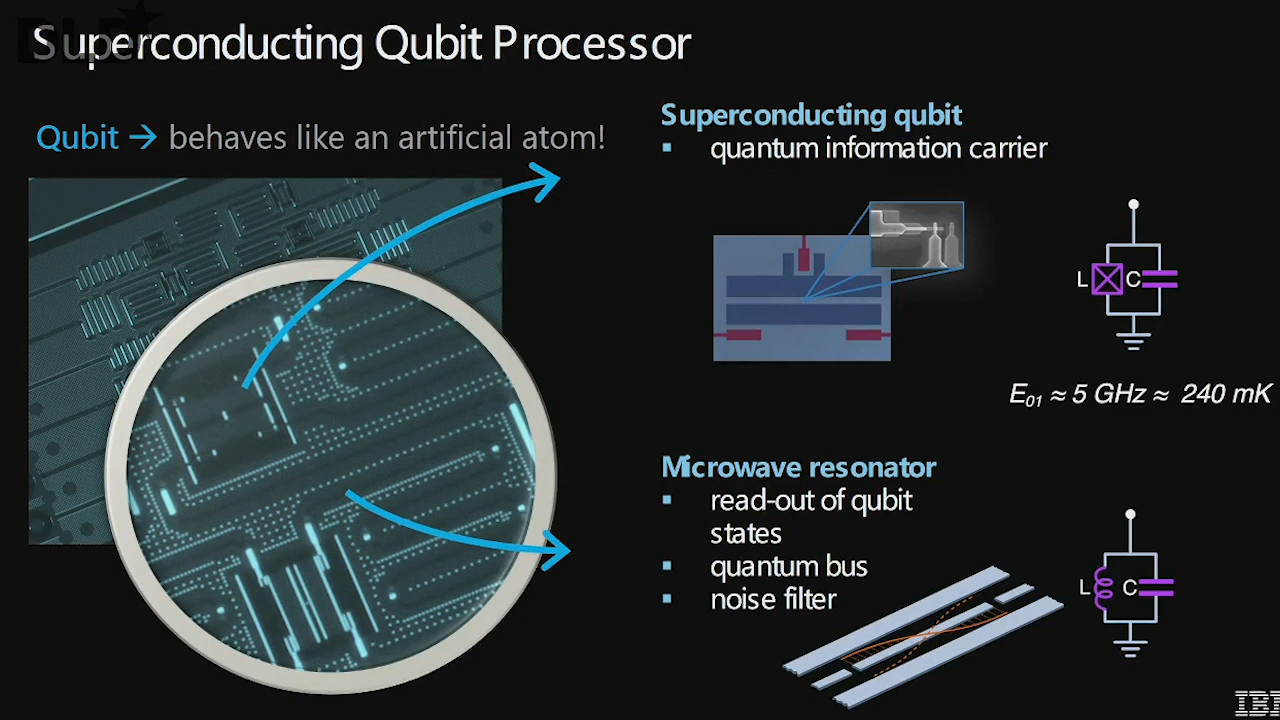 Superconducting Qubit Processor
Qubit → behaves like an artificial atom!
Superconducting qubit
▪ quantum information carrier
L C
E₀₁ ≈ 5 GHz ≈ 240 mK
Microwave resonator
▪ read-out of qubit
states
▪ quantum bus
▪ noise filter
L C